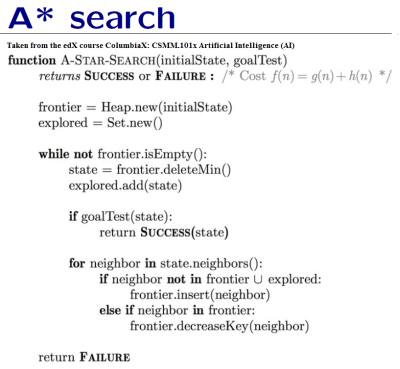 A* search
Taken from the edX course ColumbiaX: CSMM.101x Artificial Intelligence (AI)
function A-STAR-SEARCH(initialState, goalTest)
returns SUCCESS or FAILURE : /* Cost f(n) = g(n) + h(n) */
frontier = Heap.new(initialState)
explored = Set.new()
while not frontier.isEmpty():
state = frontier.deleteMin()
explored.add(state)
if goalTest(state):
return SUCCESS(state)
for neighbor in state.neighbors():
if neighbor not in frontier ∪ explored:
frontier.insert(neighbor)
else if neighbor in frontier:
frontier.decreaseKey(neighbor)
return FAILURE